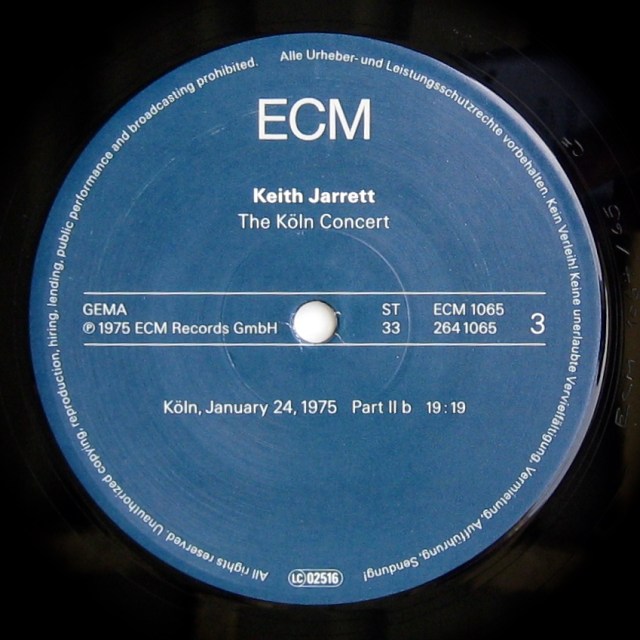 ECM
Keith Jarrett
The Köln Concert
GEMA
℗ 1975 ECM Records GmbH
ST
33
ECM 1065
264 1065
3
Köln, January 24, 1975 Part II b 19:19
LC 02516
Alle Urheber- und Leistungsschutzrechte vorbehalten. Kein Verleih! Keine unerlaubte Vervielfältigung, Vermietung, Aufführung, Sendung!
All rights reserved. Unauthorized copying, reproduction, hiring, lending, public performance and broadcasting prohibited.